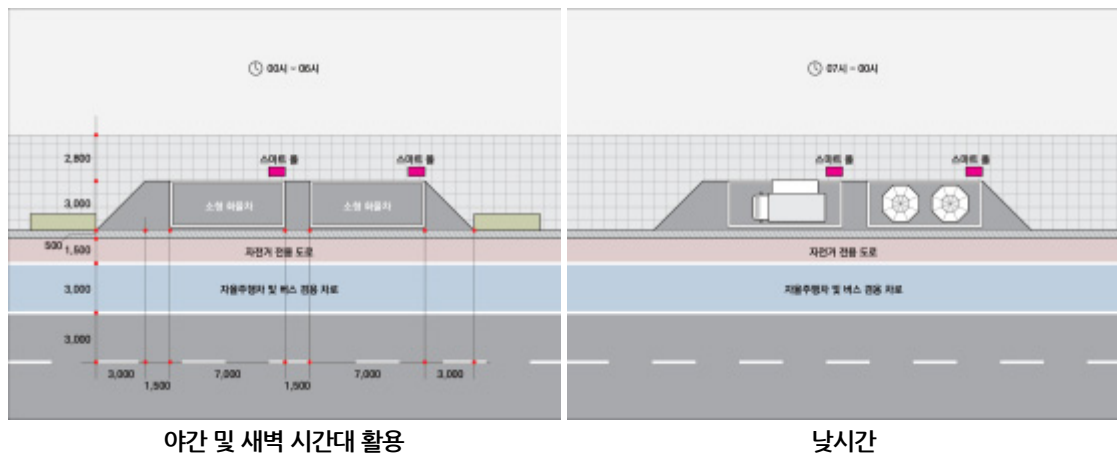 00시 - 06시
2,800
스마트 폴
스마트 폴
3,000
소형 화물차
소형 화물차
500
1,500
자전거 전용 도로
3,000
자율주행차 및 버스 겸용 차로
3,000
3,000
7,000
7,000
3,000
1,500
1,500
07시 - 00시
스마트 폴
스마트 폴
자전거 전용 도로
자율주행차 및 버스 겸용 차로
야간 및 새벽 시간대 활용
낮시간